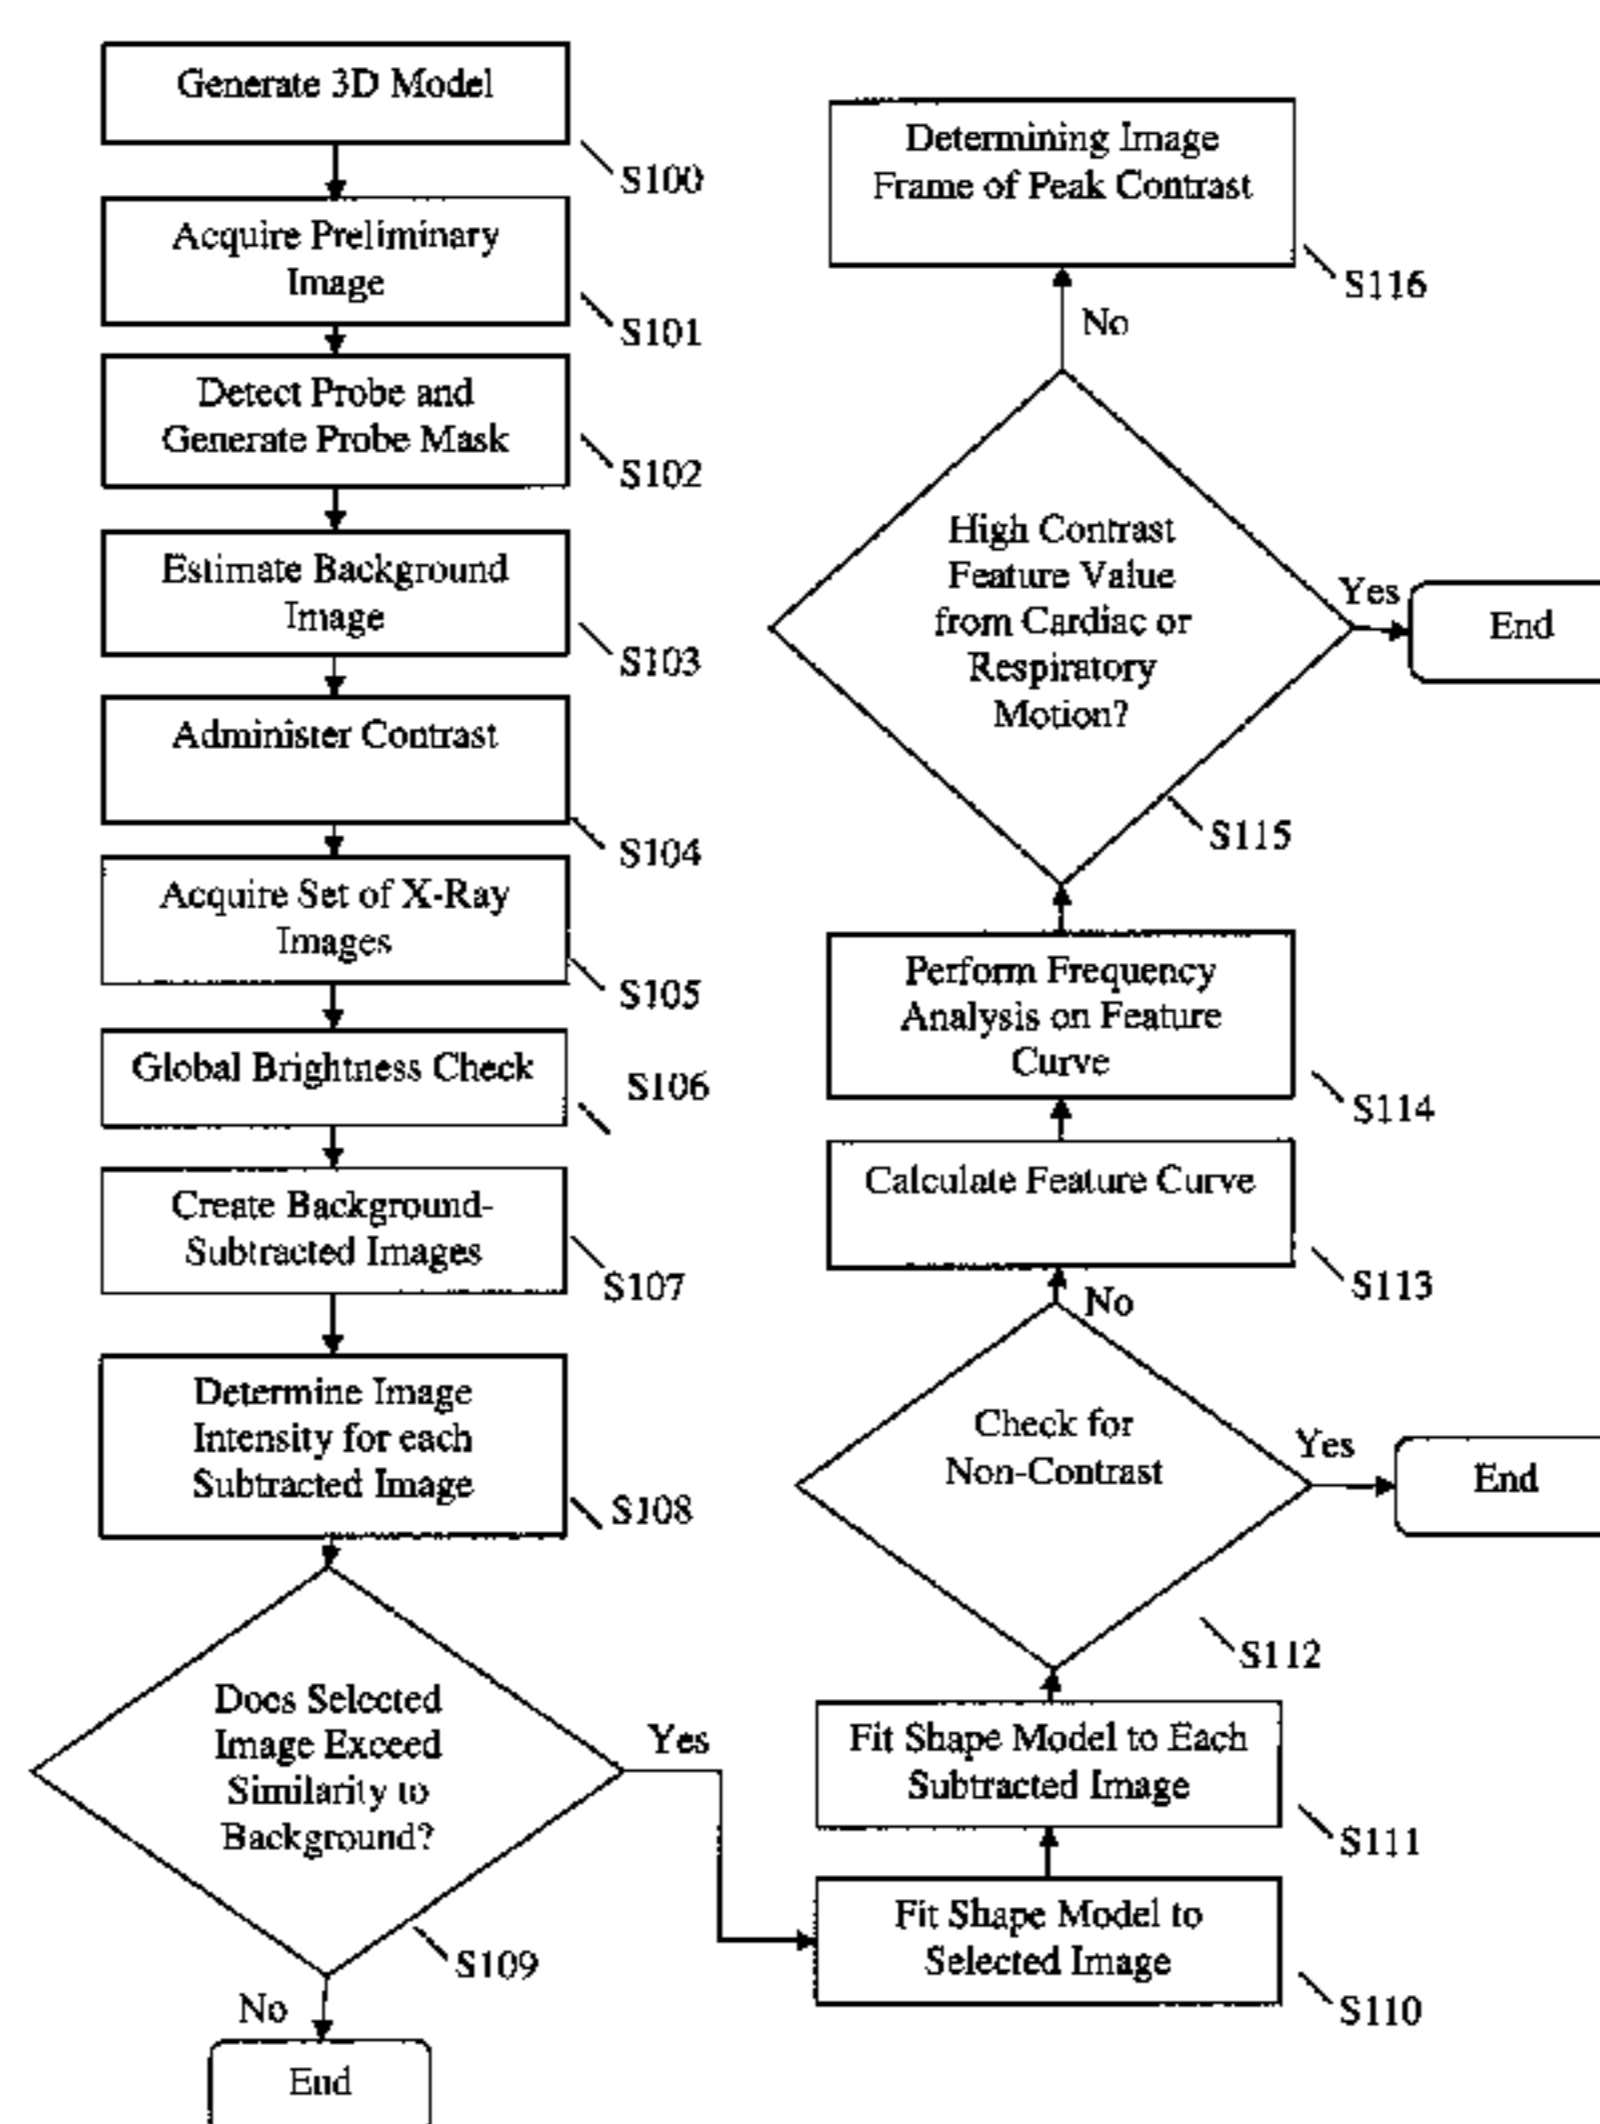 Generate 3D Model
S100
Acquire Preliminary
Image
S101
Detect Probe and
Generate Probe Mask
S102
Estimate Background
Image
S103
Administer Contrast
S104
Acquire Set of X-Ray
Images
S105
Global Brightness Check
S106
Create Background-
Subtracted Images
S107
Determine Image
Intensity for each
Subtracted Image
S108
Does Selected
Image Exceed
Similarity to
Background?
Yes
S109
No
End
Fit Shape Model to
Selected Image
S110
Fit Shape Model to Each
Subtracted Image
S111
Check for
Non-Contrast
S112
Yes
End
No
Calculate Feature Curve
S113
Perform Frequency
Analysis on Feature
Curve
S114
High Contrast
Feature Value
from Cardiac or
Respiratory
Motion?
S115
Yes
End
No
Determining Image
Frame of Peak Contrast
S116